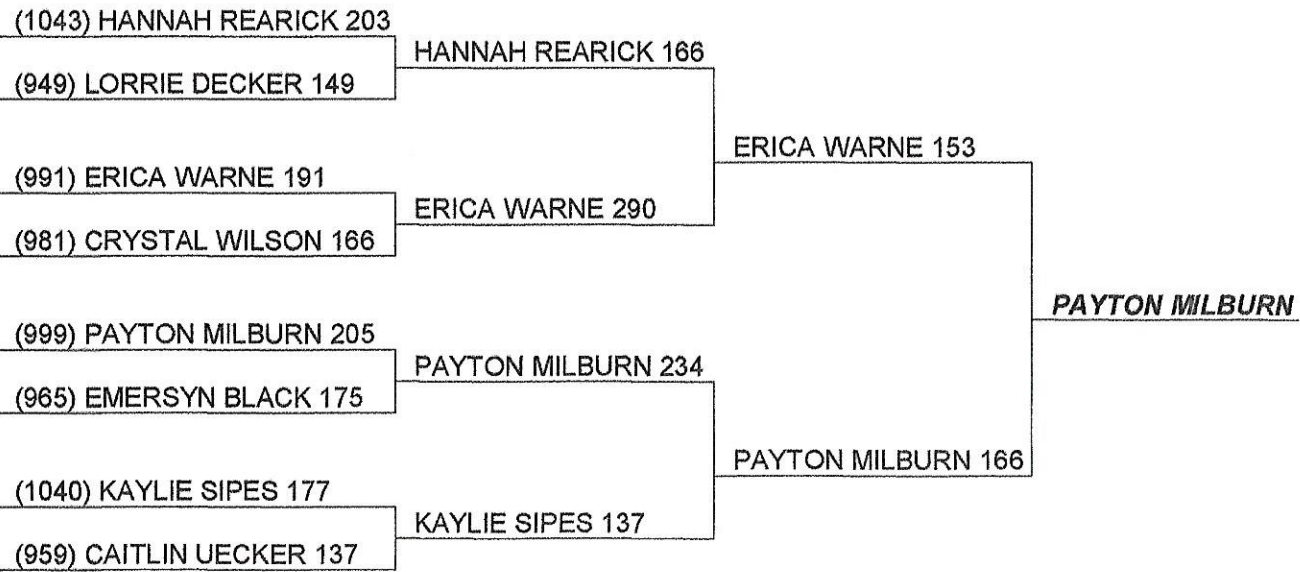 (1043) HANNAH REARICK 203
HANNAH REARICK 166
(949) LORRIE DECKER 149
ERICA WARNE 153
(991) ERICA WARNE 191
ERICA WARNE 290
(981) CRYSTAL WILSON 166
PAYTON MILBURN
(999) PAYTON MILBURN 205
PAYTON MILBURN 234
(965) EMERSYN BLACK 175
PAYTON MILBURN 166
(1040) KAYLIE SIPES 177
KAYLIE SIPES 137
(959) CAITLIN UECKER 137